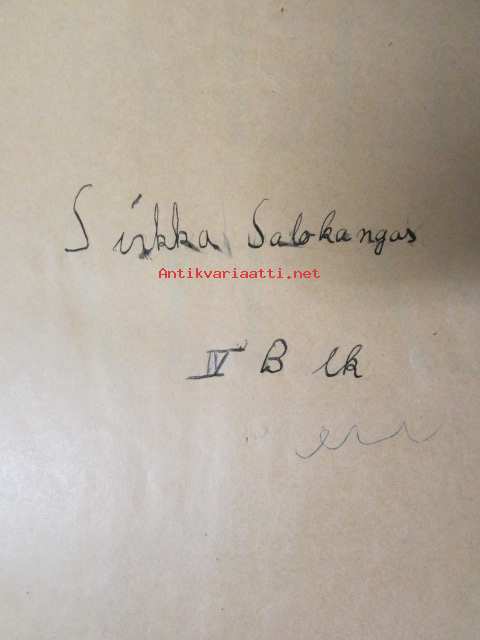 Sirkka Salokangas
Antikvariaatti.net
IV B lk